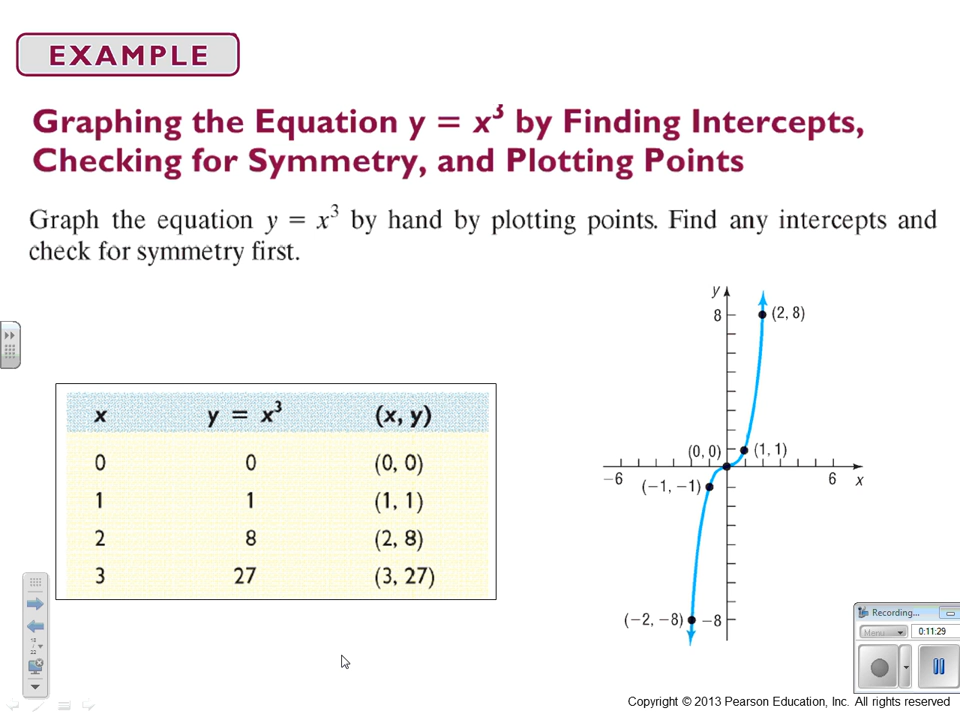 EXAMPLE
Graphing the Equation y = x³ by Finding Intercepts,
Checking for Symmetry, and Plotting Points
Graph the equation y = x³ by hand by plotting points. Find any intercepts and
check for symmetry first.
x y = x³ (x, y)
0 0 (0, 0)
1 1 (1, 1)
2 8 (2, 8)
3 27 (3, 27)
y
8 (2, 8)
(0, 0) (1, 1)
−6 (−1, −1) 6 x
(−2, −8) −8
Recording...
Menu 0:11:29
Copyright © 2013 Pearson Education, Inc. All rights reserved